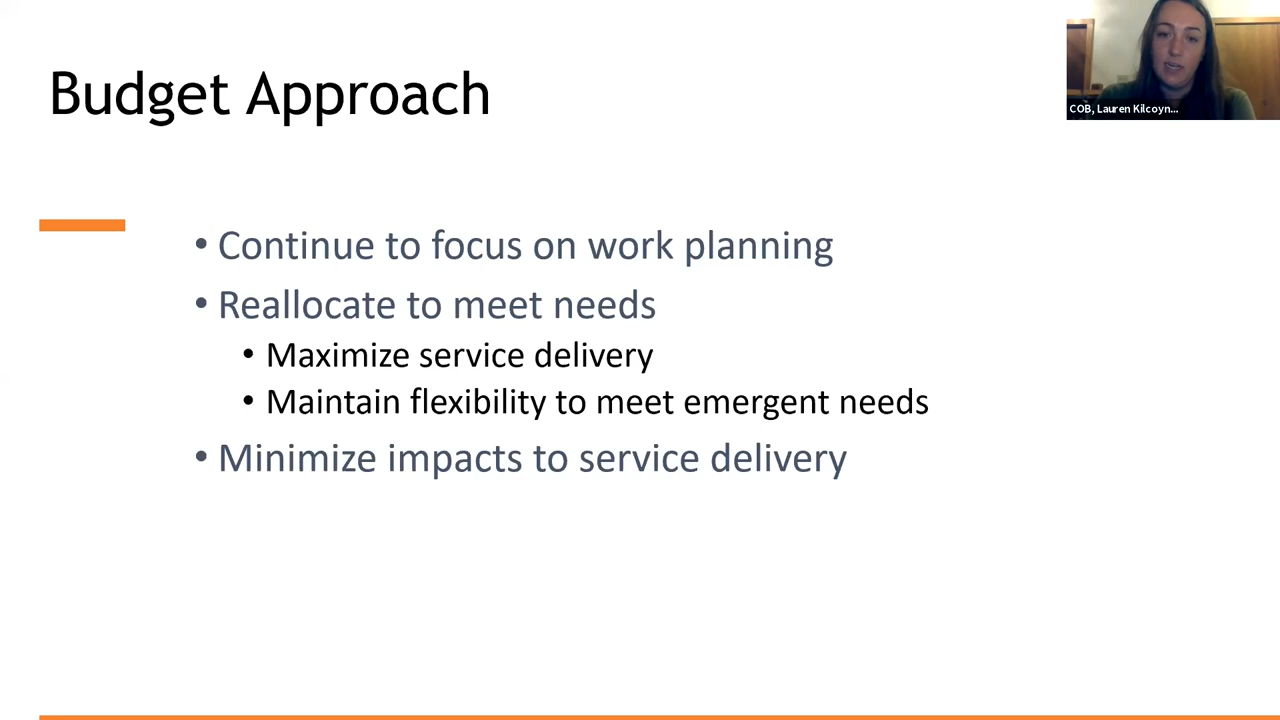 Budget Approach
COB, Lauren Kilcoyn...
• Continue to focus on work planning
• Reallocate to meet needs
• Maximize service delivery
• Maintain flexibility to meet emergent needs
• Minimize impacts to service delivery